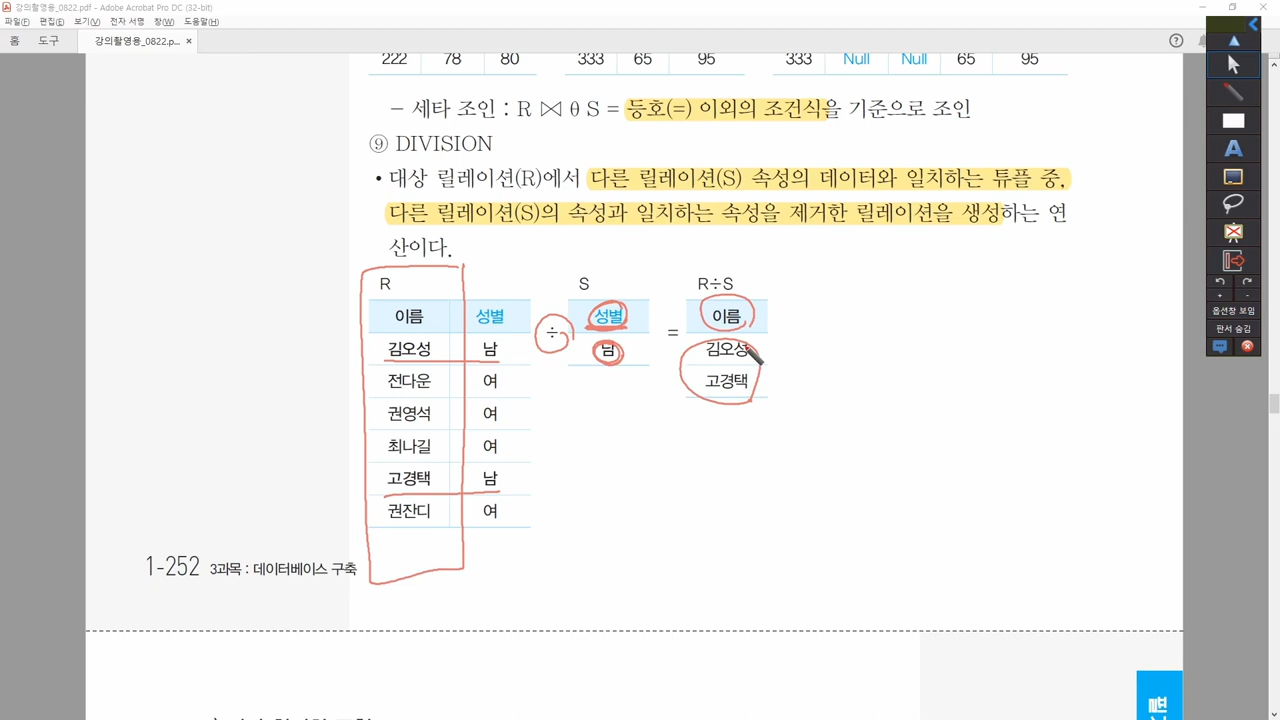 강의촬영용_0822.pdf - Adobe Acrobat Pro DC (32-bit)
파일(F) 편집(E) 보기(V) 전자 서명 창(W) 도움말(H)
홈 도구 강의촬영용_0822.p... ×
222 78 80 333 65 95 333 Null Null 65 95
– 세타 조인 : R ⋈ θ S = 등호(=) 이외의 조건식을 기준으로 조인
⑨ DIVISION
• 대상 릴레이션(R)에서 다른 릴레이션(S) 속성의 데이터와 일치하는 튜플 중,
다른 릴레이션(S)의 속성과 일치하는 속성을 제거한 릴레이션을 생성하는 연
산이다.
R S R÷S
이름 성별 ÷ 성별 = 이름
김오성 남 남 김오성
전다운 여 고경택
권영석 여
최나길 여
고경택 남
권잔디 여
1-252 3과목 : 데이터베이스 구축
옵션창 보임
판서 숨김